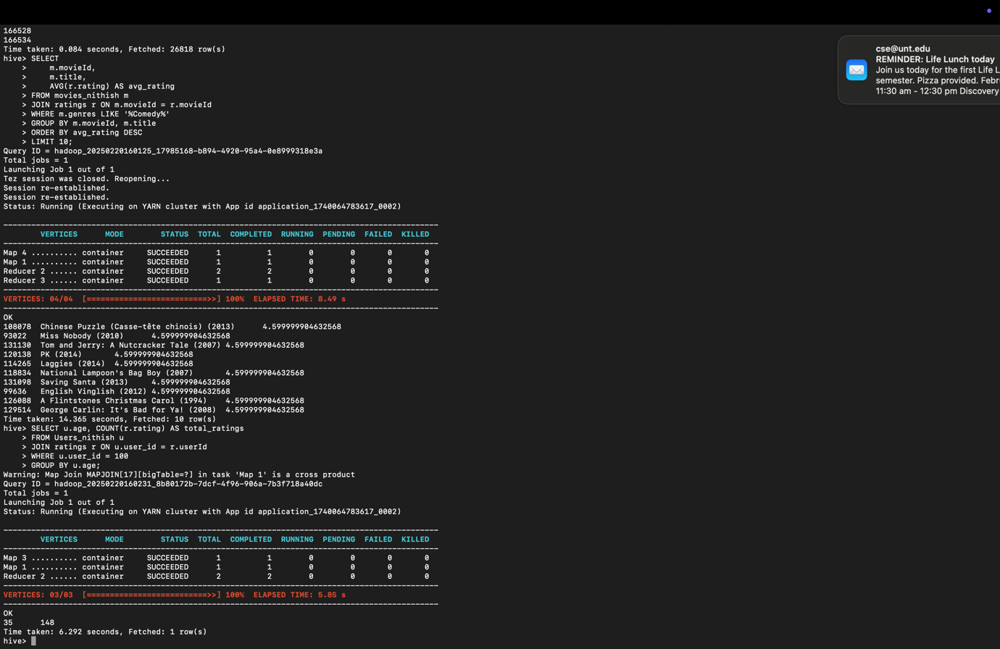 166528
166534
Time taken: 0.084 seconds, Fetched: 26818 row(s)
hive> SELECT
    >     m.movieId,
    >     m.title,
    >     AVG(r.rating) AS avg_rating
    > FROM movies_nithish m
    > JOIN ratings r ON m.movieId = r.movieId
    > WHERE m.genres LIKE '%Comedy%'
    > GROUP BY m.movieId, m.title
    > ORDER BY avg_rating DESC
    > LIMIT 10;
Query ID = hadoop_20250220160125_17985168-b894-4920-95a4-0e8999318e3a
Total jobs = 1
Launching Job 1 out of 1
Tez session was closed. Reopening...
Session re-established.
Session re-established.
Status: Running (Executing on YARN cluster with App id application_1740064783617_0002)
----------------------------------------------------------------------------------------------
        VERTICES      MODE        STATUS  TOTAL  COMPLETED  RUNNING  PENDING  FAILED  KILLED
----------------------------------------------------------------------------------------------
Map 4 .......... container     SUCCEEDED      1          1        0        0       0       0
Map 1 .......... container     SUCCEEDED      1          1        0        0       0       0
Reducer 2 ...... container     SUCCEEDED      2          2        0        0       0       0
Reducer 3 ...... container     SUCCEEDED      1          1        0        0       0       0
----------------------------------------------------------------------------------------------
VERTICES: 04/04  [==========================>>] 100%  ELAPSED TIME: 8.49 s
----------------------------------------------------------------------------------------------
OK
108078  Chinese Puzzle (Casse-tête chinois) (2013)      4.599999904632568
93022   Miss Nobody (2010)      4.599999904632568
131130  Tom and Jerry: A Nutcracker Tale (2007) 4.599999904632568
120138  PK (2014)       4.599999904632568
114265  Laggies (2014)  4.599999904632568
118834  National Lampoon's Bag Boy (2007)       4.599999904632568
131098  Saving Santa (2013)     4.599999904632568
99636   English Vinglish (2012) 4.599999904632568
126088  A Flintstones Christmas Carol (1994)    4.599999904632568
129514  George Carlin: It's Bad for Ya! (2008)  4.599999904632568
Time taken: 14.365 seconds, Fetched: 10 row(s)
hive> SELECT u.age, COUNT(r.rating) AS total_ratings
    > FROM Users_nithish u
    > JOIN ratings r ON u.user_id = r.userId
    > WHERE u.user_id = 100
    > GROUP BY u.age;
Warning: Map Join MAPJOIN[17][bigTable=?] in task 'Map 1' is a cross product
Query ID = hadoop_20250220160231_8b80172b-7dcf-4f96-906a-7b3f718a40dc
Total jobs = 1
Launching Job 1 out of 1
Status: Running (Executing on YARN cluster with App id application_1740064783617_0002)
----------------------------------------------------------------------------------------------
        VERTICES      MODE        STATUS  TOTAL  COMPLETED  RUNNING  PENDING  FAILED  KILLED
----------------------------------------------------------------------------------------------
Map 3 .......... container     SUCCEEDED      1          1        0        0       0       0
Map 1 .......... container     SUCCEEDED      1          1        0        0       0       0
Reducer 2 ...... container     SUCCEEDED      2          2        0        0       0       0
----------------------------------------------------------------------------------------------
VERTICES: 03/03  [==========================>>] 100%  ELAPSED TIME: 5.85 s
----------------------------------------------------------------------------------------------
OK
35      148
Time taken: 6.292 seconds, Fetched: 1 row(s)
hive>
cse@unt.edu
REMINDER: Life Lunch today
Join us today for the first Life
semester. Pizza provided.
11:30 am - 12:30 pm Discovery